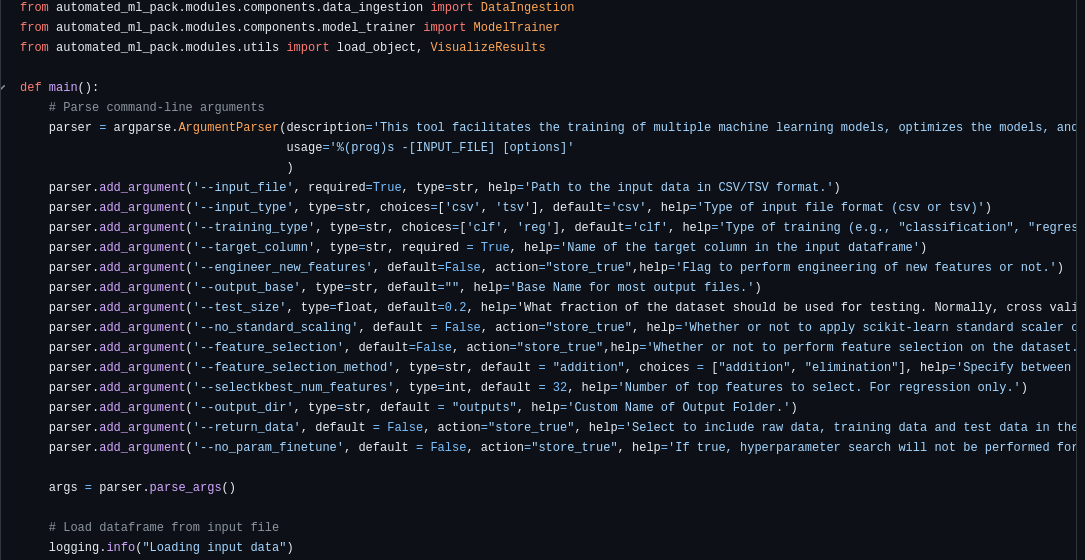 from automated_ml_pack.modules.components.data_ingestion import DataIngestion
from automated_ml_pack.modules.components.model_trainer import ModelTrainer
from automated_ml_pack.modules.utils import load_object, VisualizeResults
def main():
# Parse command-line arguments
parser = argparse.ArgumentParser(description='This tool facilitates the training of multiple machine learning models, optimizes the models, and
usage='%(prog)s -[INPUT_FILE] [options]'
)
parser.add_argument('--input_file', required=True, type=str, help='Path to the input data in CSV/TSV format.')
parser.add_argument('--input_type', type=str, choices=['csv', 'tsv'], default='csv', help='Type of input file format (csv or tsv)')
parser.add_argument('--training_type', type=str, choices=['clf', 'reg'], default='clf', help='Type of training (e.g., "classification", "regres
parser.add_argument('--target_column', type=str, required = True, help='Name of the target column in the input dataframe')
parser.add_argument('--engineer_new_features', default=False, action="store_true",help='Flag to perform engineering of new features or not.')
parser.add_argument('--output_base', type=str, default="", help='Base Name for most output files.')
parser.add_argument('--test_size', type=float, default=0.2, help='What fraction of the dataset should be used for testing. Normally, cross vali
parser.add_argument('--no_standard_scaling', default = False, action="store_true", help='Whether or not to apply scikit-learn standard scaler o
parser.add_argument('--feature_selection', default=False, action="store_true",help='Whether or not to perform feature selection on the dataset.
parser.add_argument('--feature_selection_method', type=str, default = "addition", choices = ["addition", "elimination"], help='Specify between
parser.add_argument('--selectkbest_num_features', type=int, default = 32, help='Number of top features to select. For regression only.')
parser.add_argument('--output_dir', type=str, default = "outputs", help='Custom Name of Output Folder.')
parser.add_argument('--return_data', default = False, action="store_true", help='Select to include raw data, training data and test data in the
parser.add_argument('--no_param_finetune', default = False, action="store_true", help='If true, hyperparameter search will not be performed for
args = parser.parse_args()
# Load dataframe from input file
logging.info("Loading input data")